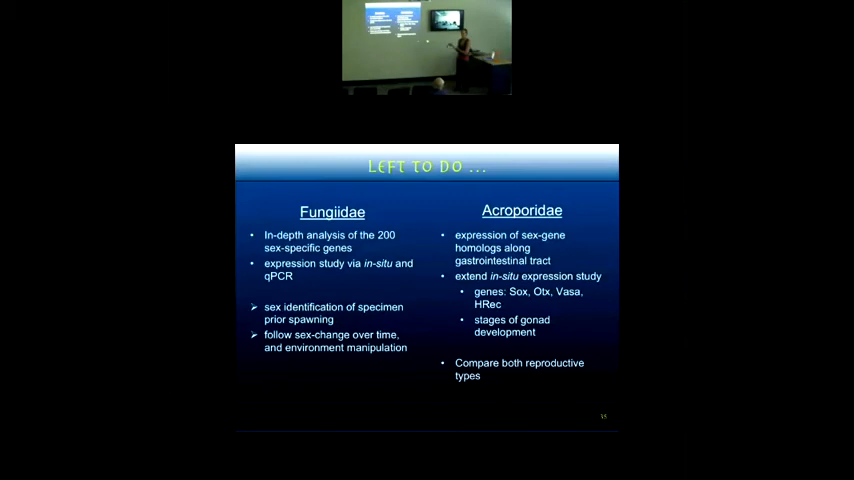 LEFT TO DO ...
Fungiidae
• In-depth analysis of the 200
sex-specific genes
• expression study via in-situ and
qPCR
➢ sex identification of specimen
prior spawning
➢ follow sex-change over time,
and environment manipulation
Acroporidae
• expression of sex-gene
homologs along
gastrointestinal tract
• extend in-situ expression study
• genes: Sox, Otx, Vasa,
HRec
• stages of gonad
development
• Compare both reproductive
types
35